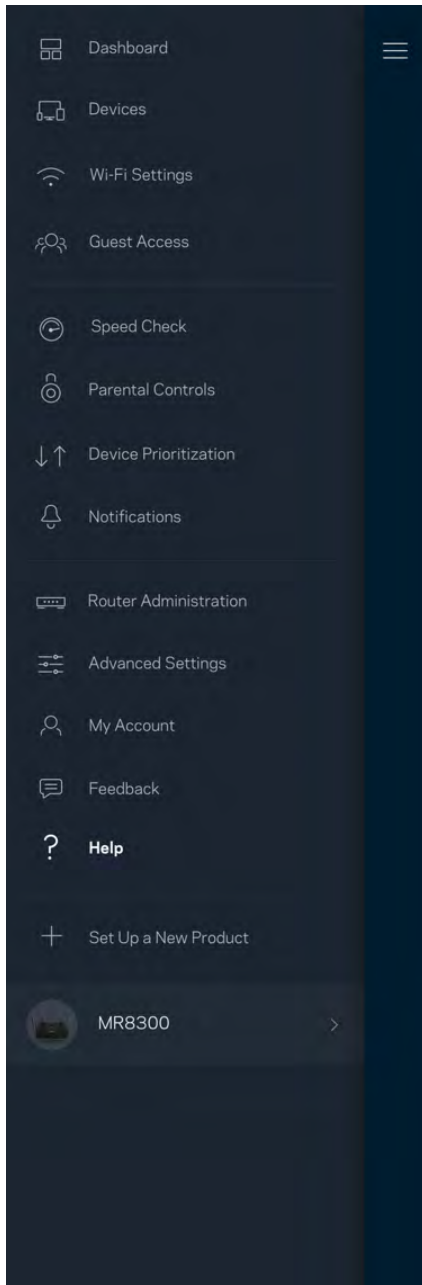 Dashboard
Devices
Wi-Fi Settings
Guest Access
Speed Check
Parental Controls
Device Prioritization
Notifications
Router Administration
Advanced Settings
My Account
Feedback
Help
Set Up a New Product
MR8300